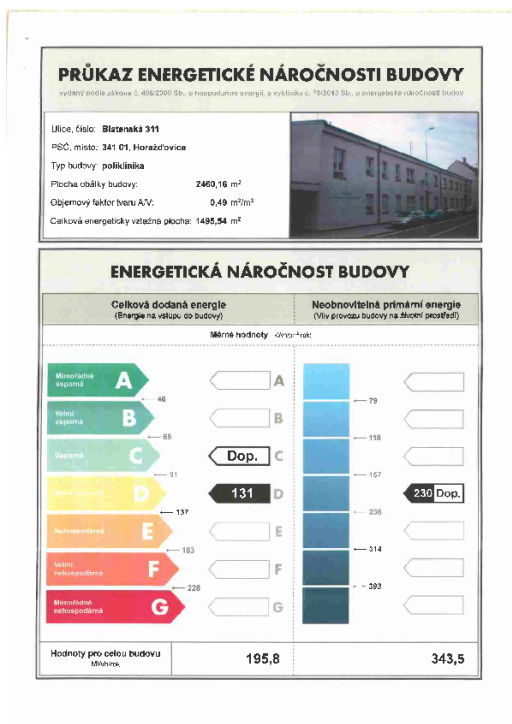 PRŮKAZ ENERGETICKÉ NÁROČNOSTI BUDOVY
vydaný podle zákona č. 406/2000 Sb., o hospodaření energií, a vyhlášky č. 78/2013 Sb., o energetické náročnosti budov
Ulice, číslo: Blatenská 311
PSČ, místo: 341 01, Horažďovice
Typ budovy: poliklinika
Plocha obálky budovy: 2460,16 m²
Objemový faktor tvaru A/V: 0,49 m²/m³
Celková energeticky vztažná plocha: 1495,54 m²
ENERGETICKÁ NÁROČNOST BUDOVY
Celková dodaná energie
(Energie na vstupu do budovy)
Neobnovitelná primární energie
(Vliv provozu budovy na životní prostředí)
Měrné hodnoty
Mimořádně úsporná A A
46 79
Velmi úsporná B B
69 118
Úsporná C Dop. C
91 157
D 131 D 230 Dop.
137 236
Nehospodárná E E
183 314
Velmi nehospodárná F F
228 393
Mimořádně nehospodárná G G
Hodnoty pro celou budovu
MWh/rok
195,8 343,5